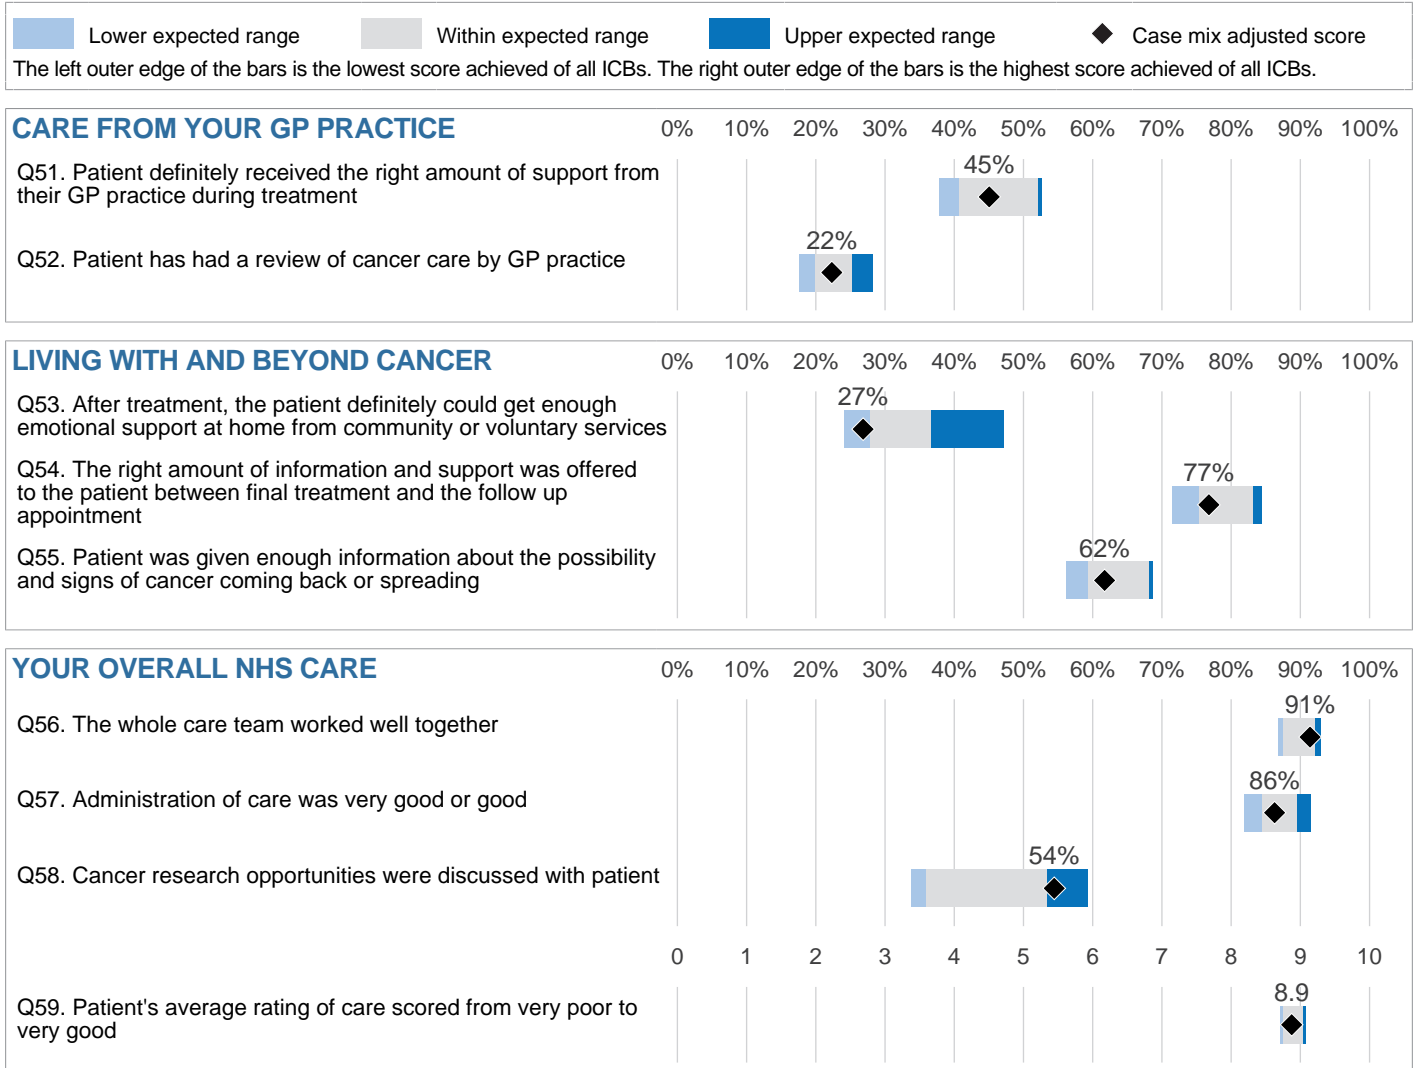 Lower expected range Within expected range Upper expected range Case mix adjusted score
The left outer edge of the bars is the lowest score achieved of all ICBs. The right outer edge of the bars is the highest score achieved of all ICBs.
CARE FROM YOUR GP PRACTICE 0% 10% 20% 30% 40% 50% 60% 70% 80% 90% 100%
45%
Q51. Patient definitely received the right amount of support from
their GP practice during treatment
22%
Q52. Patient has had a review of cancer care by GP practice
LIVING WITH AND BEYOND CANCER 0% 10% 20% 30% 40% 50% 60% 70% 80% 90% 100%
27%
Q53. After treatment, the patient definitely could get enough
emotional support at home from community or voluntary services
77%
Q54. The right amount of information and support was offered
to the patient between final treatment and the follow up
appointment
62%
Q55. Patient was given enough information about the possibility
and signs of cancer coming back or spreading
YOUR OVERALL NHS CARE 0% 10% 20% 30% 40% 50% 60% 70% 80% 90% 100%
91%
Q56. The whole care team worked well together
86%
Q57. Administration of care was very good or good
54%
Q58. Cancer research opportunities were discussed with patient
0 1 2 3 4 5 6 7 8 9 10
8.9
Q59. Patient's average rating of care scored from very poor to
very good